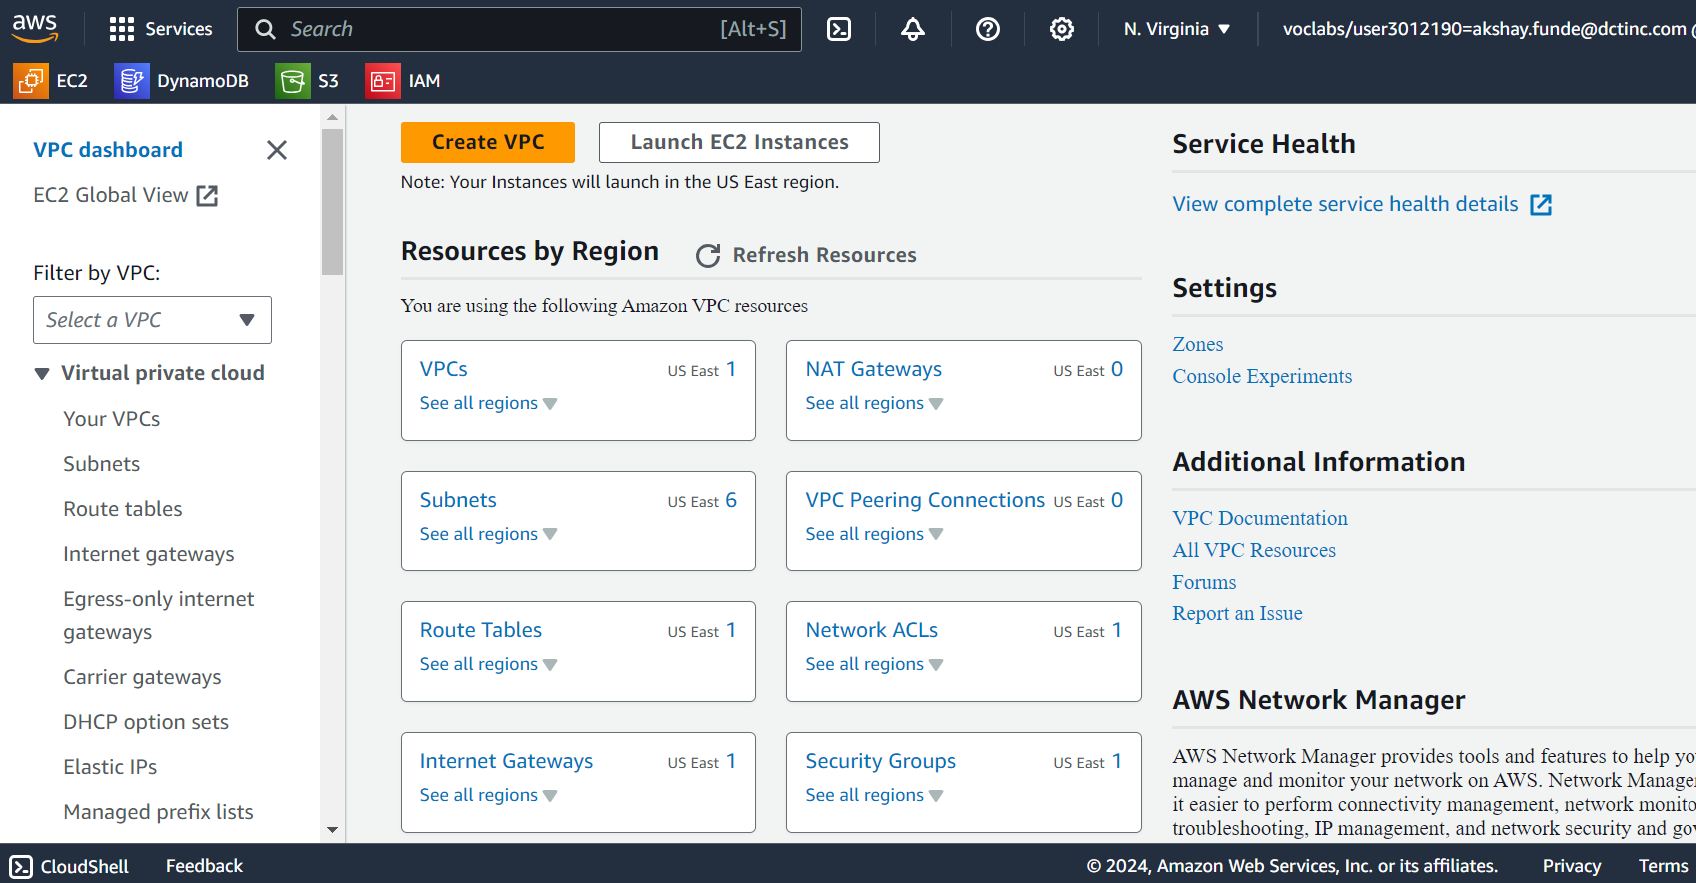 aws
Services
Search
[Alt+S]
N. Virginia
voclabs/user3012190=akshay.funde@dctinc.com
EC2
DynamoDB
S3
IAM
VPC dashboard
EC2 Global View
Filter by VPC:
Select a VPC
Virtual private cloud
Your VPCs
Subnets
Route tables
Internet gateways
Egress-only internet
gateways
Carrier gateways
DHCP option sets
Elastic IPs
Managed prefix lists
Create VPC
Launch EC2 Instances
Note: Your Instances will launch in the US East region.
Resources by Region
Refresh Resources
You are using the following Amazon VPC resources
VPCs US East 1
See all regions
NAT Gateways US East 0
See all regions
Subnets US East 6
See all regions
VPC Peering Connections US East 0
See all regions
Route Tables US East 1
See all regions
Network ACLs US East 1
See all regions
Internet Gateways US East 1
See all regions
Security Groups US East 1
See all regions
Service Health
View complete service health details
Settings
Zones
Console Experiments
Additional Information
VPC Documentation
All VPC Resources
Forums
Report an Issue
AWS Network Manager
AWS Network Manager provides tools and features to help yo
manage and monitor your network on AWS. Network Manager
it easier to perform connectivity management, network monito
troubleshooting, IP management, and network security and gov
CloudShell
Feedback
© 2024, Amazon Web Services, Inc. or its affiliates.
Privacy
Terms